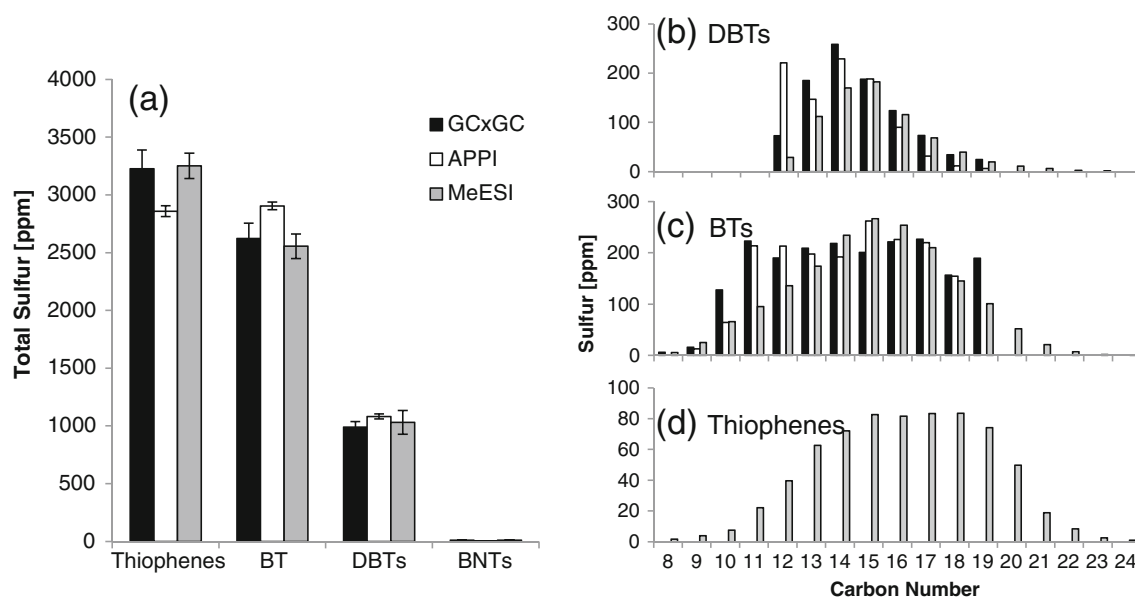 (a)
GCxGC
APPI
MeESI
Total Sulfur [ppm]
4000
3500
3000
2500
2000
1500
1000
500
0
Thiophenes BT DBTs BNTs
(b) DBTs
300
200
100
0
(c) BTs
300
200
100
0
Sulfur [ppm]
(d) Thiophenes
100
80
60
40
20
0
8 9 10 11 12 13 14 15 16 17 18 19 20 21 22 23 24
Carbon Number